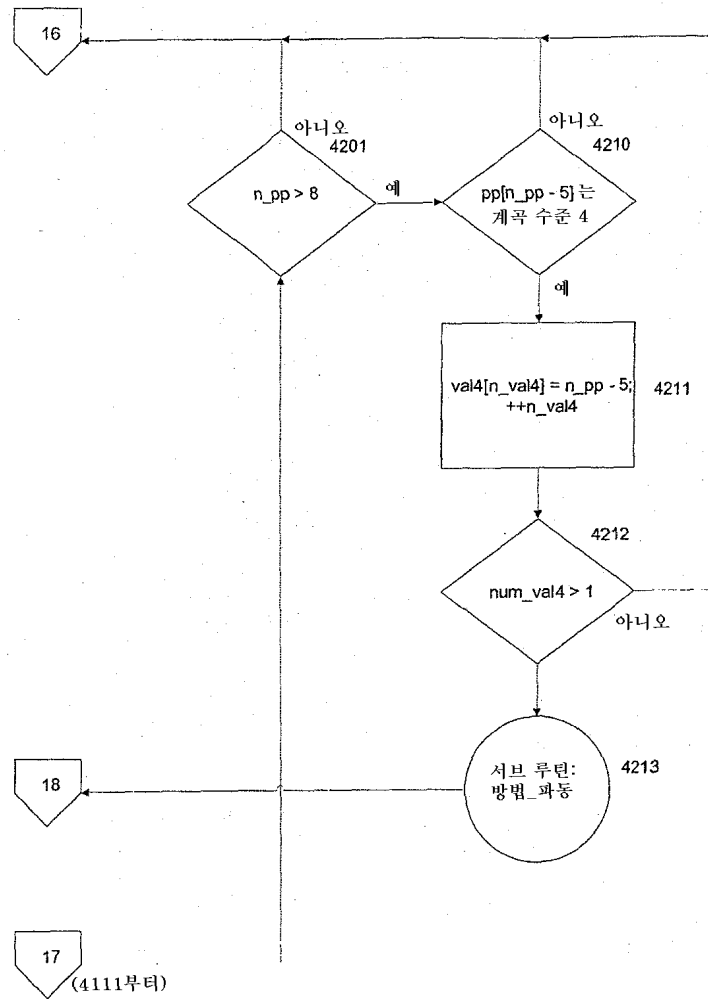 16
아니오
4201
n_pp > 8
예
아니오
4210
pp[n_pp - 5] 는
계곡 수준 4
예
val4[n_val4] = n_pp - 5;
++n_val4
4211
4212
num_val4 > 1
아니오
서브 루틴:
방법_파동
4213
18
17
(4111부터)